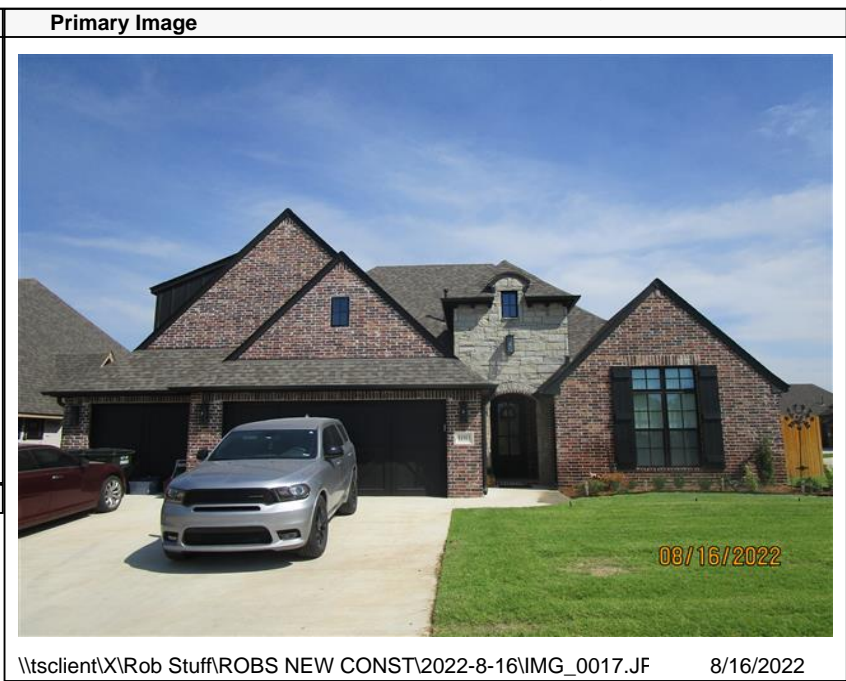 Primary Image
08/16/2022
\\tsclient\X\Rob Stuff\ROBS NEW CONST\2022-8-16\IMG_0017.JF 8/16/2022